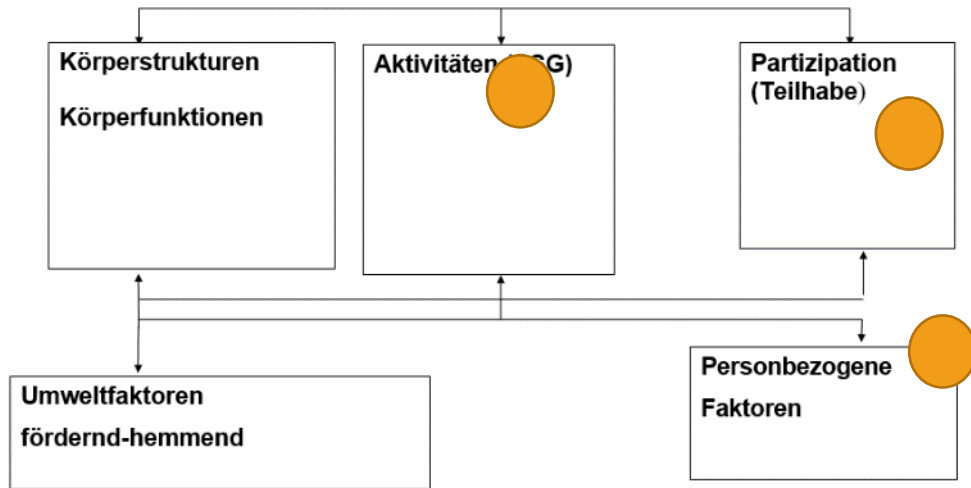 Körperstrukturen
Körperfunktionen
Aktivitäten
Partizipation
(Teilhabe)
Umweltfaktoren
fördernd-hemmend
Personbezogene
Faktoren